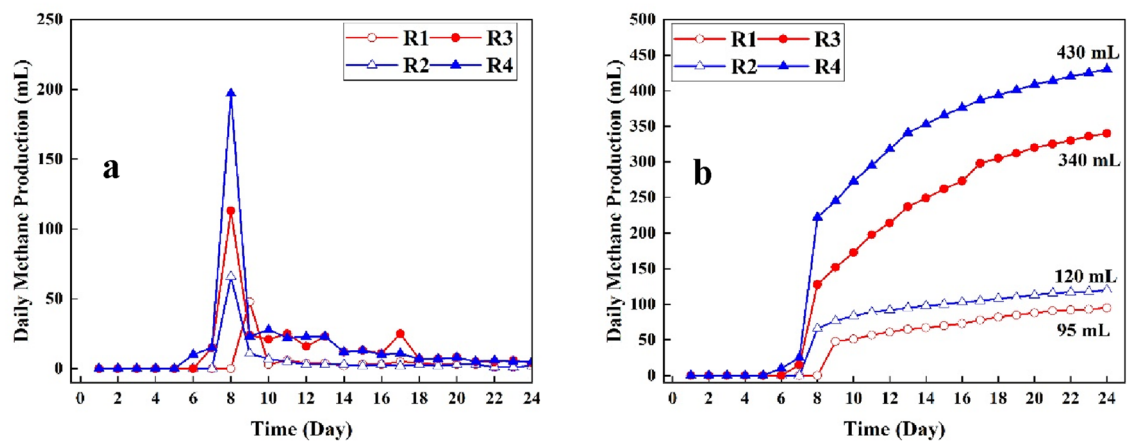 Daily Methane Production (mL)
250
200
150
100
50
0
R1 R3
R2 R4
a
0 2 4 6 8 10 12 14 16 18 20 22 24
Time (Day)
Daily Methane Production (mL)
500
450
400
350
300
250
200
150
100
50
0
R1 R3
R2 R4
430 mL
340 mL
b
120 mL
95 mL
0 2 4 6 8 10 12 14 16 18 20 22 24
Time (Day)